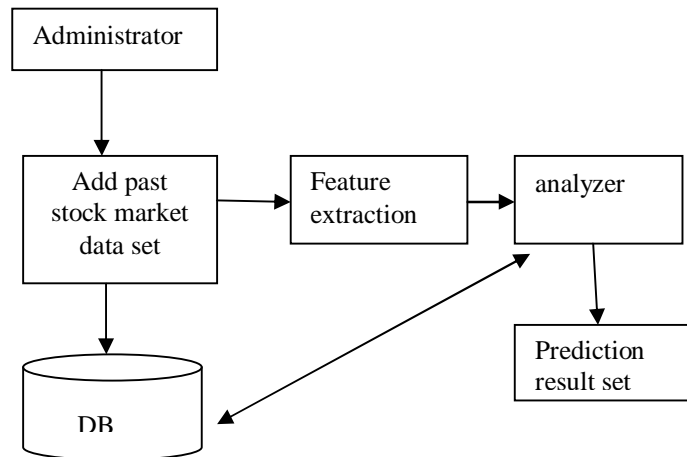 Administrator
Add past
stock market
data set
Feature
extraction
analyzer
Prediction
result set
DB